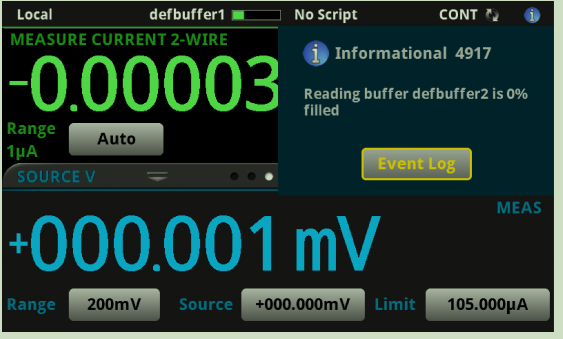 Local defbuffer1 No Script CONT
MEASURE CURRENT 2-WIRE
-0.00003
Range
1µA
Auto
Informational 4917
Reading buffer defbuffer2 is 0%
filled
Event Log
SOURCE V
MEAS
+000.001 mV
Range 200mV Source +000.000mV Limit 105.000µA